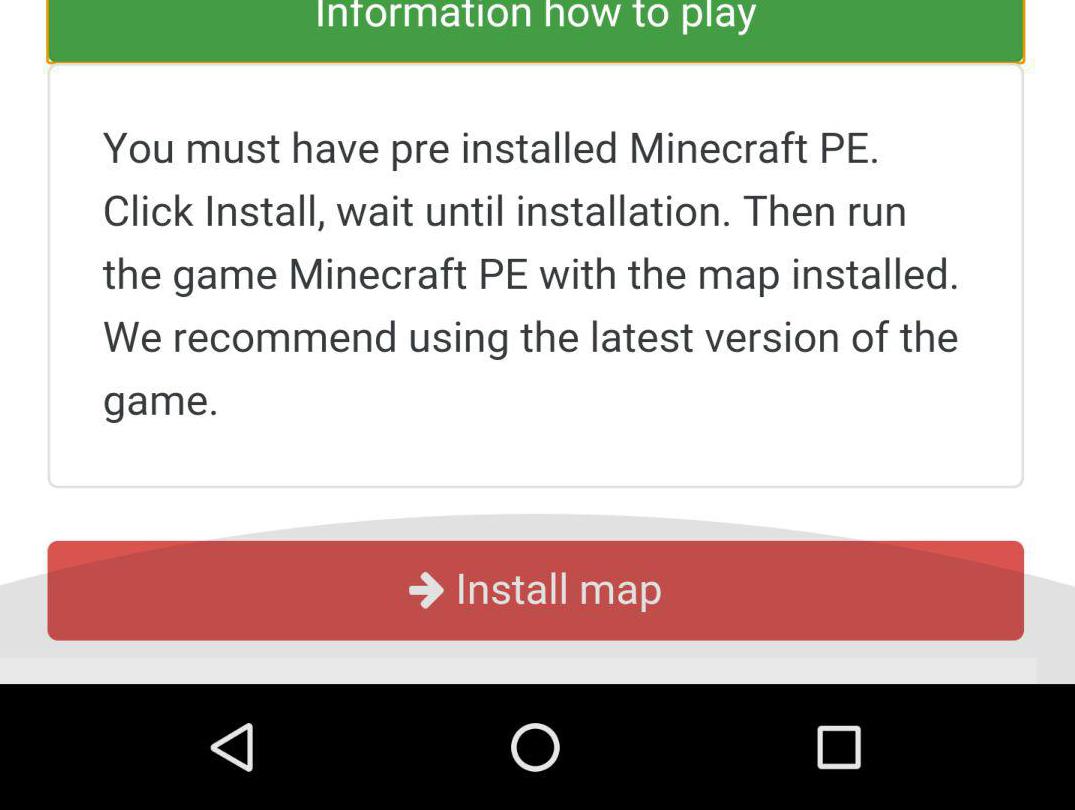 Information how to play
You must have pre installed Minecraft PE.
Click Install, wait until installation. Then run
the game Minecraft PE with the map installed.
We recommend using the latest version of the
game.
Install map